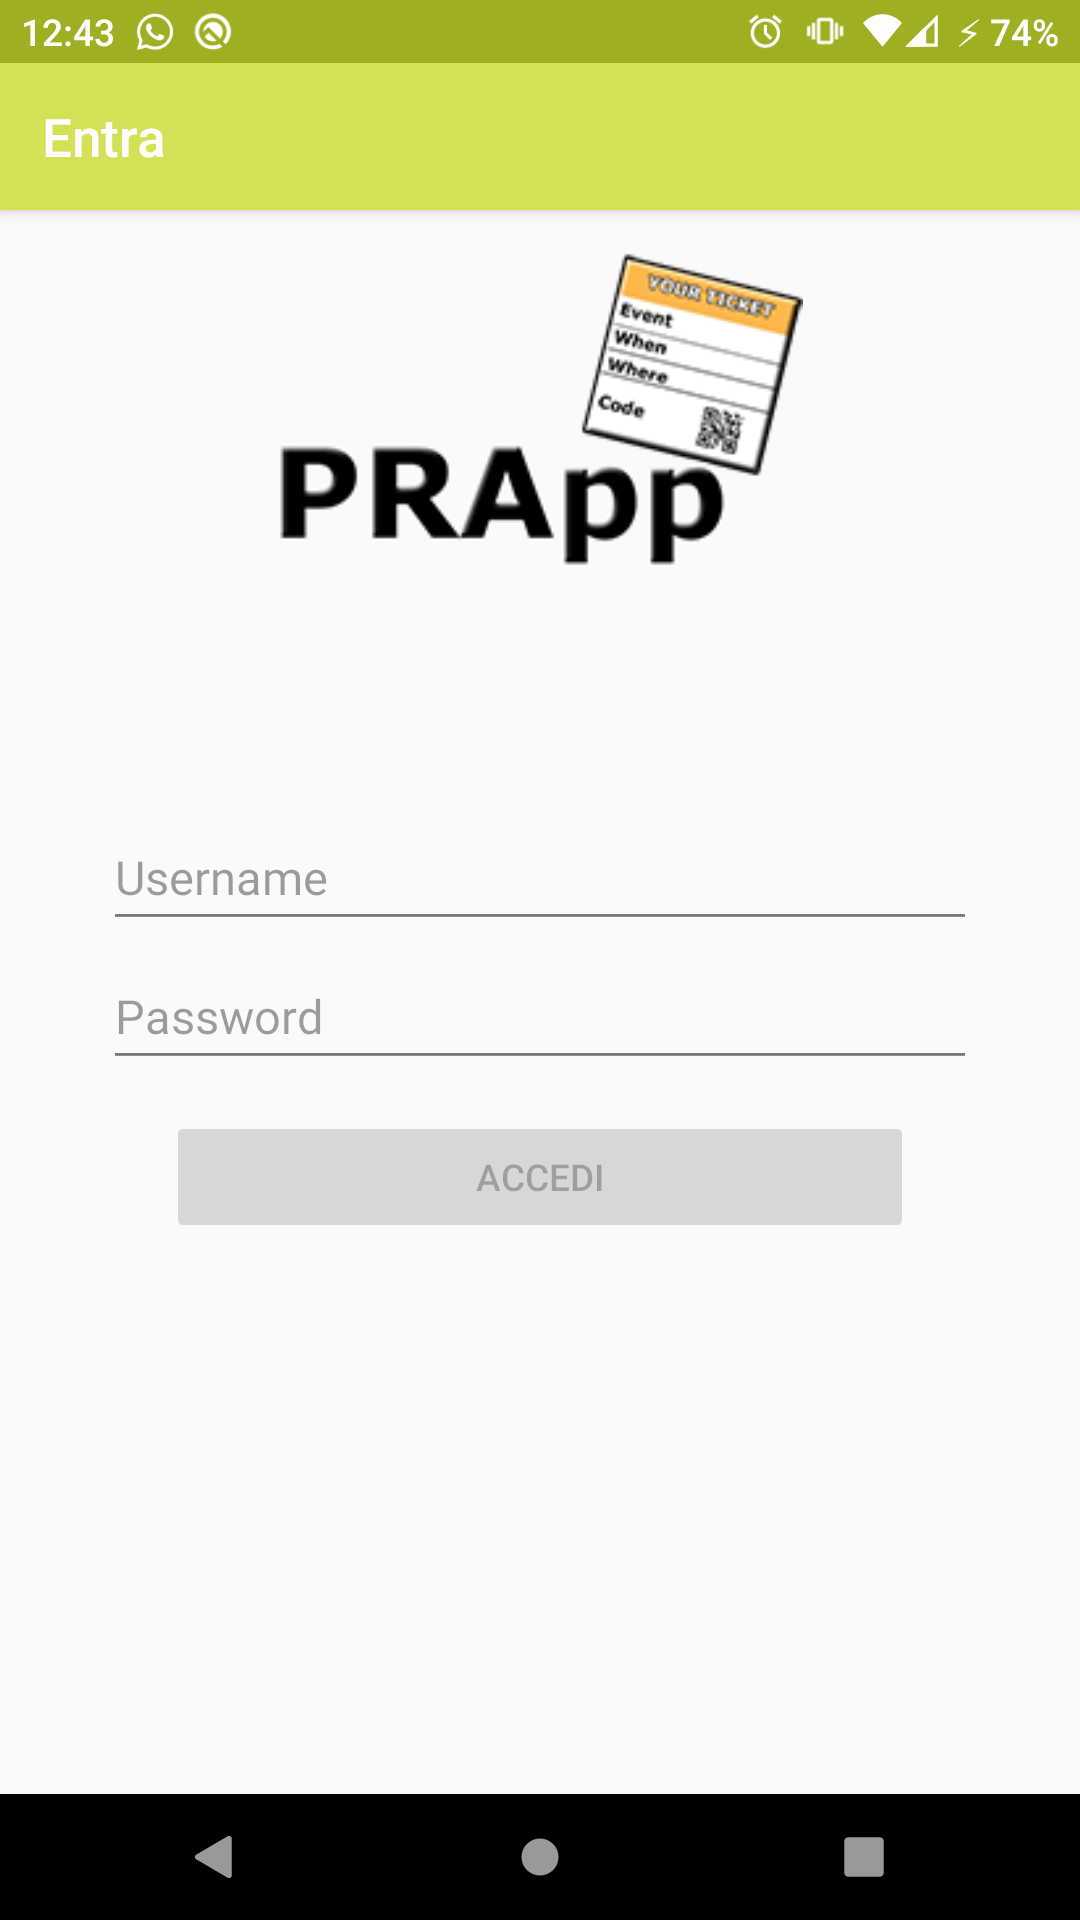 12:43 74%
Entra
YOUR TICKET
Event
When
Where
Code
PRApp
Username
Password
ACCEDI